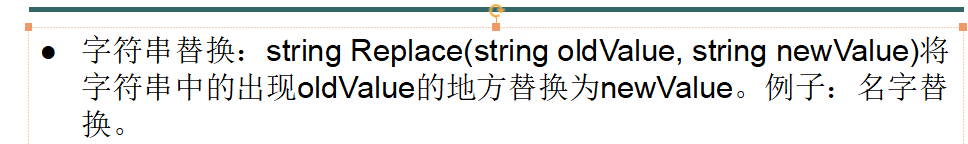 ● 字符串替换：string Replace(string oldValue, string newValue)将
字符串中的出现oldValue的地方替换为newValue。例子：名字替
换。